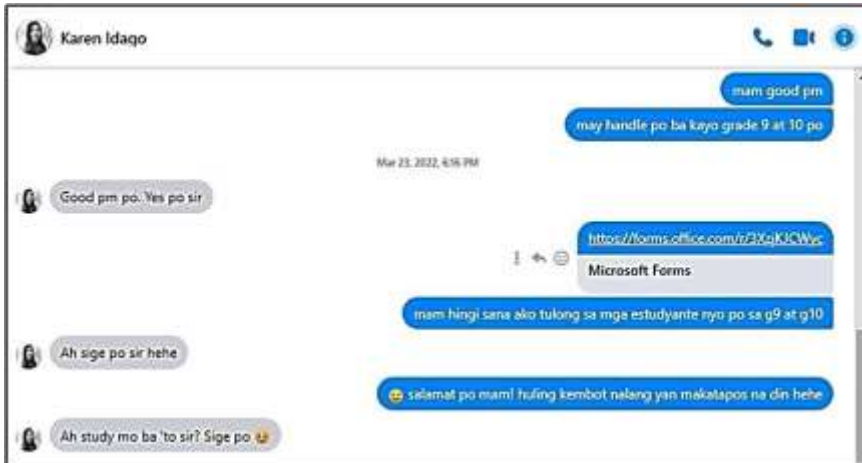 Karen Idaqo
mam good pm
may handle po ba kayo grade 9 at 10 po
Mar 23, 2022, 6:16 PM
Good pm po. Yes po sir
https://forms.office.com/r/3XqKJCWvc
Microsoft Forms
mam hingi sana ako tulong sa mga estudyante nyo po sa g9 at g10
Ah sige po sir hehe
😅 salamat po mam! huling kembot nalang yan makatapos na din hehe
Ah study mo ba 'to sir? Sige po 😉